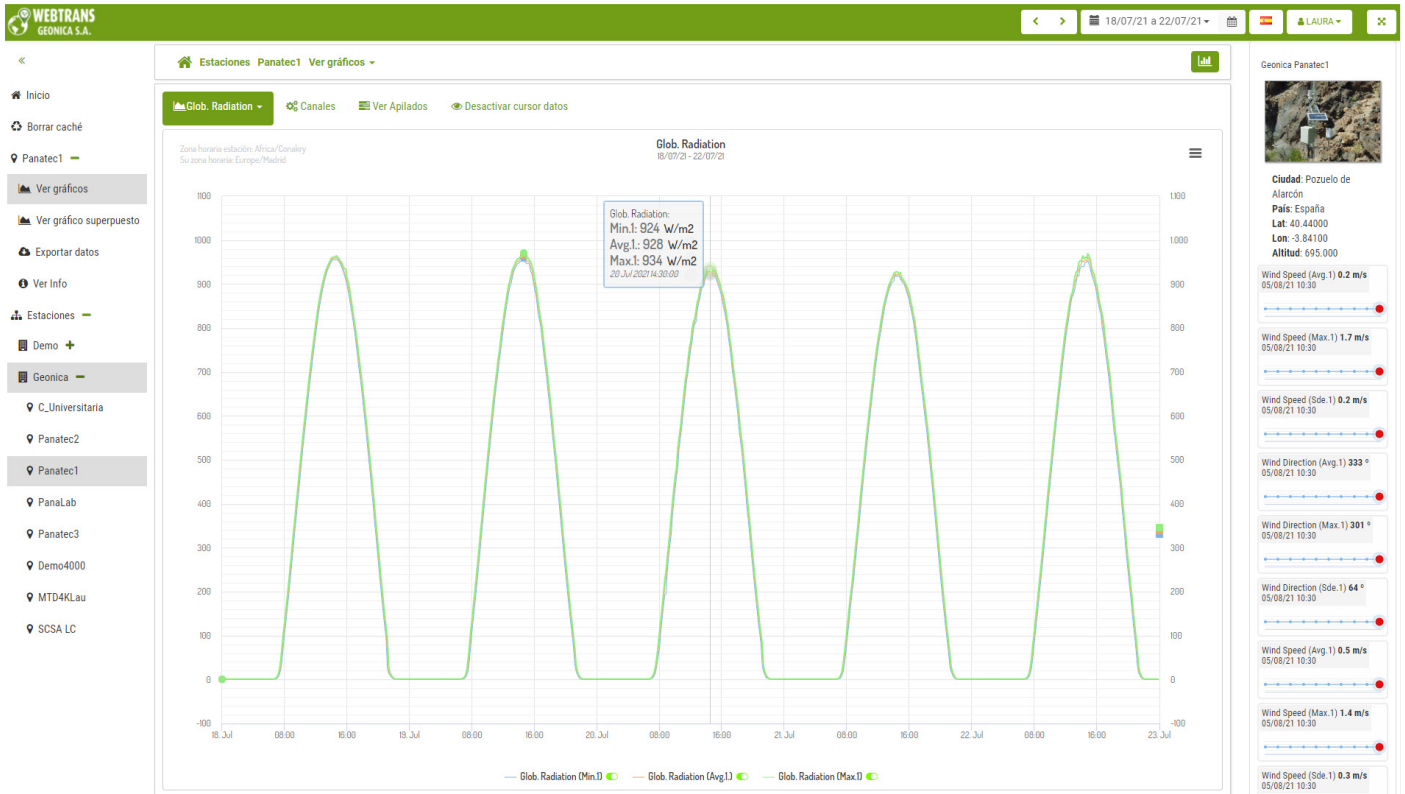 WEBTRANS
GEONICA S.A.
18/07/21 a 22/07/21
LAURA
«
Inicio
Borrar caché
Panatec1
Ver gráficos
Ver gráfico superpuesto
Exportar datos
Ver Info
Estaciones
Demo
Geonica
C_Universitaria
Panatec2
Panatec1
PanaLab
Panatec3
Demo4000
MTD4KLau
SCSA LC
Estaciones Panatec1 Ver gráficos
Glob. Radiation
Canales
Ver Apilados
Desactivar cursor datos
Zona horaria estación: Africa/Conakry
Su zona horaria: Europe/Madrid
Glob. Radiation
18/07/21 - 22/07/21
1100
1000
900
800
700
600
500
400
300
200
100
0
-100
Glob. Radiation:
Min.1: 924 W/m2
Avg.1.: 928 W/m2
Max.1: 934 W/m2
20 Jul 2021 14:30:00
1.100
1.000
900
800
700
600
500
400
300
200
100
0
-100
18. Jul 08:00 16:00 19. Jul 08:00 16:00 20. Jul 08:00 16:00 21. Jul 08:00 16:00 22. Jul 08:00 16:00 23. Jul
Glob. Radiation (Min.1) Glob. Radiation (Avg.1.) Glob. Radiation (Max.1)
Geonica Panatec1
Ciudad: Pozuelo de
Alarcón
País: España
Lat: 40.44000
Lon: -3.84100
Altitud: 695.000
Wind Speed (Avg.1) 0.2 m/s
05/08/21 10:30
Wind Speed (Max.1) 1.7 m/s
05/08/21 10:30
Wind Speed (Sde.1) 0.2 m/s
05/08/21 10:30
Wind Direction (Avg.1) 333 º
05/08/21 10:30
Wind Direction (Max.1) 301 º
05/08/21 10:30
Wind Direction (Sde.1) 64 º
05/08/21 10:30
Wind Speed (Avg.1) 0.5 m/s
05/08/21 10:30
Wind Speed (Max.1) 1.4 m/s
05/08/21 10:30
Wind Speed (Sde.1) 0.3 m/s
05/08/21 10:30